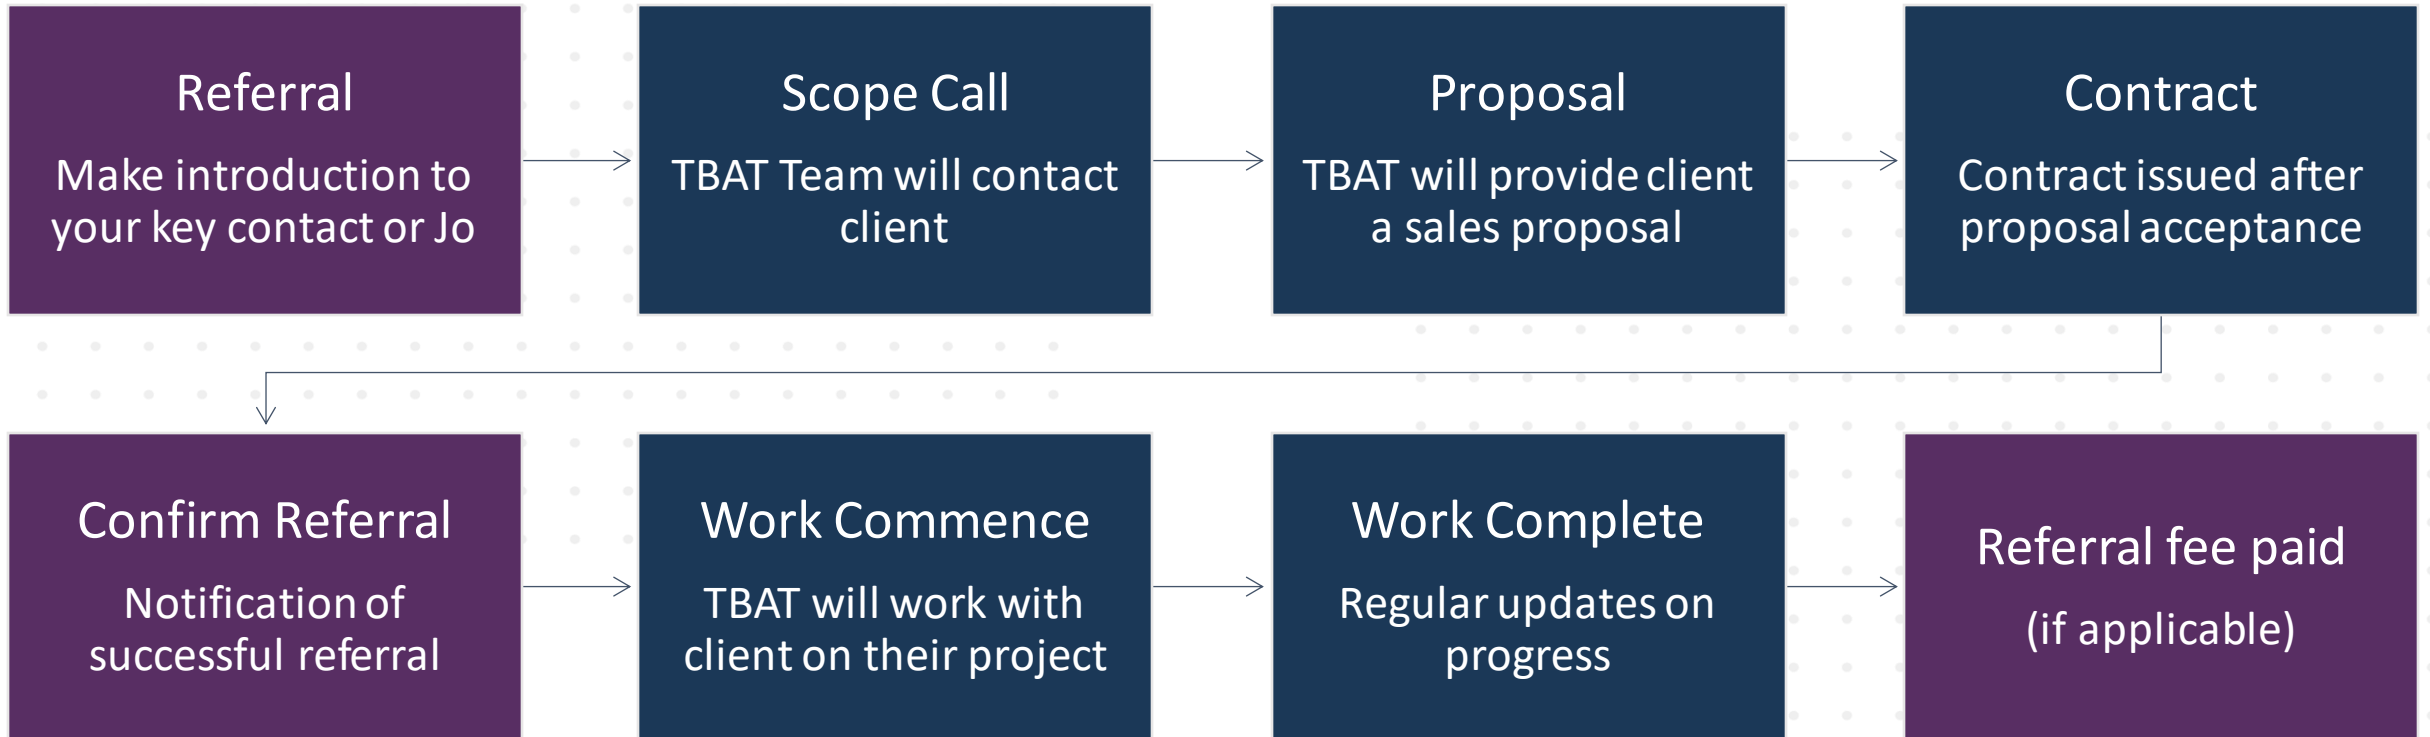 Referral
Make introduction to
your key contact or Jo
Scope Call
TBAT Team will contact
client
Proposal
TBAT will provide client
a sales proposal
Contract
Contract issued after
proposal acceptance
Confirm Referral
Notification of
successful referral
Work Commence
TBAT will work with
client on their project
Work Complete
Regular updates on
progress
Referral fee paid
(if applicable)